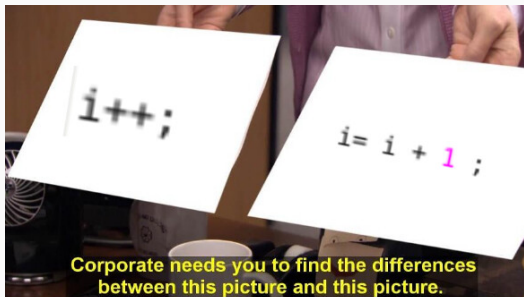 i++;
i= i + 1 ;
Corporate needs you to find the differences
between this picture and this picture.